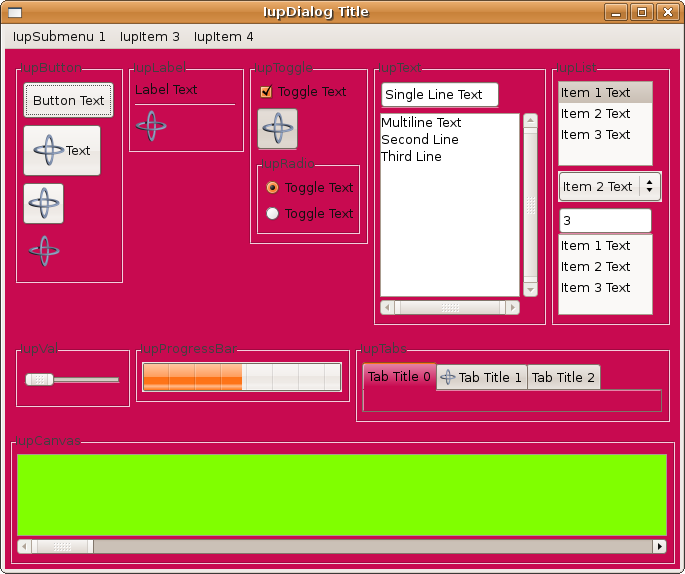 IupDialog Title
IupSubmenu 1 IupItem 3 IupItem 4
IupButton
Button Text
Text
IupLabel
Label Text
IupToggle
Toggle Text
IupRadio
Toggle Text
Toggle Text
IupText
Single Line Text
Multiline Text
Second Line
Third Line
IupList
Item 1 Text
Item 2 Text
Item 3 Text
Item 2 Text
3
Item 1 Text
Item 2 Text
Item 3 Text
IupVal
IupProgressBar
IupTabs
Tab Title 0 Tab Title 1 Tab Title 2
IupCanvas